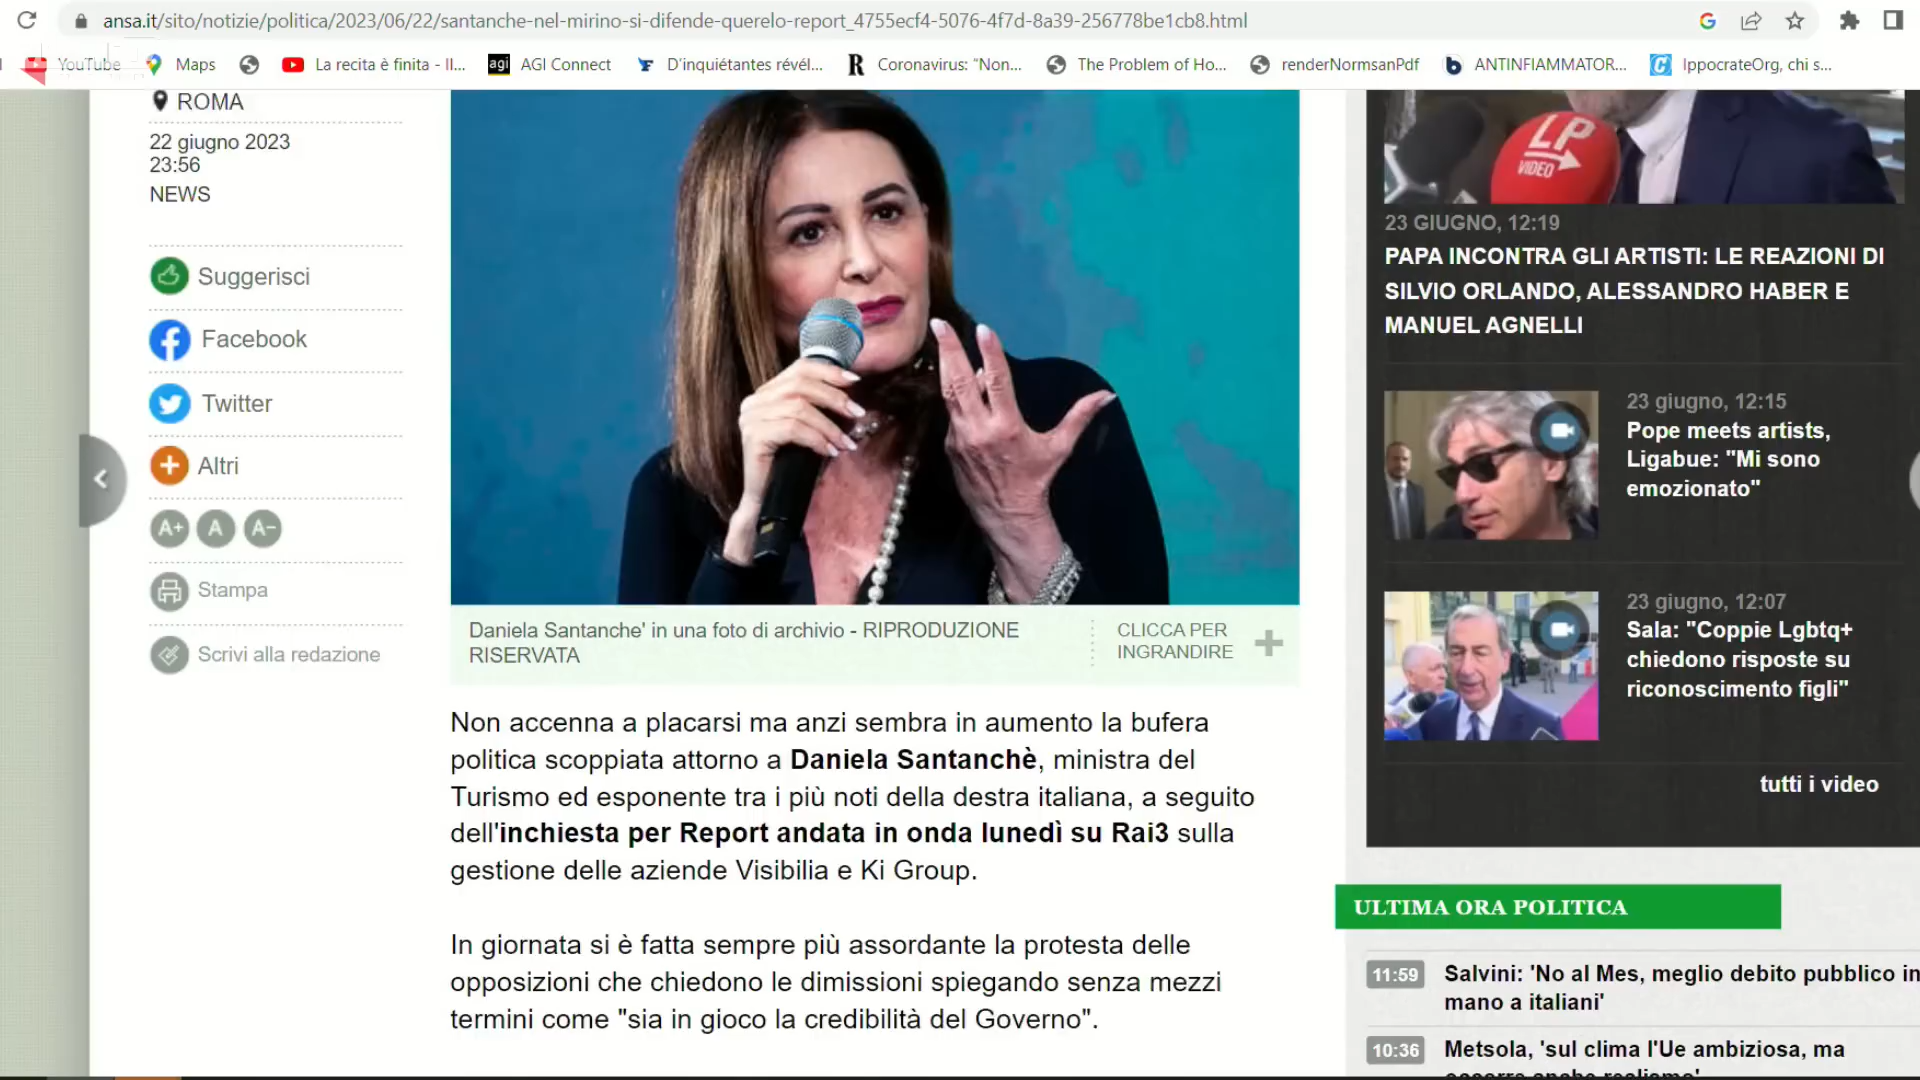 ansa.it/sito/notizie/politica/2023/06/22/santanche-nel-mirino-si-difende-querelo-report_4755ecf4-5076-4f7d-8a39-256778be1cb8.html
YouTube
Maps
La recita è finita - Il...
agi
AGI Connect
D'inquiétantes révél...
R
Coronavirus: "Non...
The Problem of Ho...
renderNormsanPdf
b
ANTINFIAMMATOR...
IppocrateOrg, chi s...
ROMA
22 giugno 2023
23:56
NEWS
Suggerisci
Facebook
Twitter
Altri
A+ A A-
Stampa
Scrivi alla redazione
Daniela Santanche' in una foto di archivio - RIPRODUZIONE
RISERVATA
CLICCA PER
INGRANDIRE
Non accenna a placarsi ma anzi sembra in aumento la bufera
politica scoppiata attorno a Daniela Santanchè, ministra del
Turismo ed esponente tra i più noti della destra italiana, a seguito
dell'inchiesta per Report andata in onda lunedì su Rai3 sulla
gestione delle aziende Visibilia e Ki Group.
In giornata si è fatta sempre più assordante la protesta delle
opposizioni che chiedono le dimissioni spiegando senza mezzi
termini come "sia in gioco la credibilità del Governo".
LP
VIDEO
23 GIUGNO, 12:19
PAPA INCONTRA GLI ARTISTI: LE REAZIONI DI
SILVIO ORLANDO, ALESSANDRO HABER E
MANUEL AGNELLI
23 giugno, 12:15
Pope meets artists,
Ligabue: "Mi sono
emozionato"
23 giugno, 12:07
Sala: "Coppie Lgbtq+
chiedono risposte su
riconoscimento figli"
tutti i video
ULTIMA ORA POLITICA
11:59
Salvini: 'No al Mes, meglio debito pubblico in
mano a italiani'
10:36
Metsola, 'sul clima l'Ue ambiziosa, ma